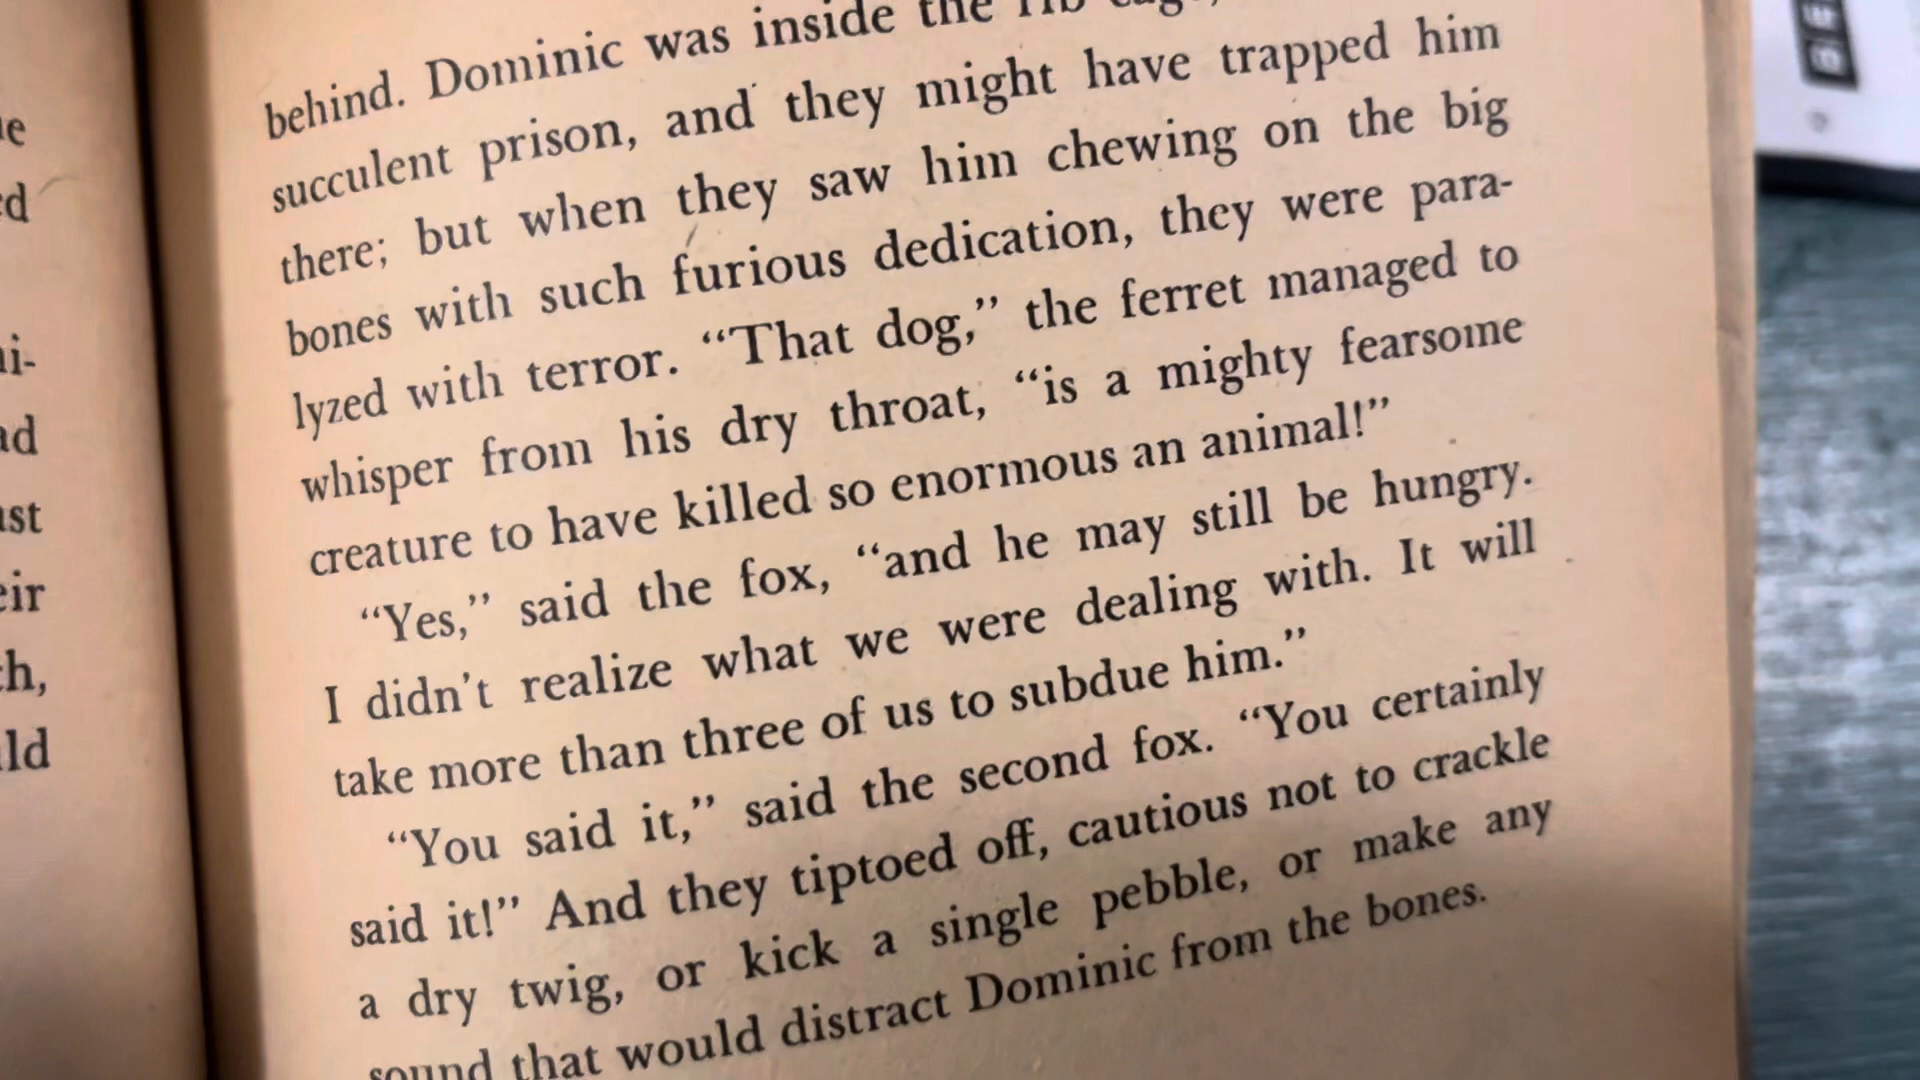 behind. Dominic was inside the rib cage,
succulent prison, and they might have trapped him
there; but when they saw him chewing on the big
bones with such furious dedication, they were para-
lyzed with terror. “That dog,” the ferret managed to
whisper from his dry throat, “is a mighty fearsome
creature to have killed so enormous an animal!”
“Yes,” said the fox, “and he may still be hungry.
I didn't realize what we were dealing with. It will
take more than three of us to subdue him.”
“You said it,” said the second fox. “You certainly
said it!” And they tiptoed off, cautious not to crackle
a dry twig, or kick a single pebble, or make any
sound that would distract Dominic from the bones.